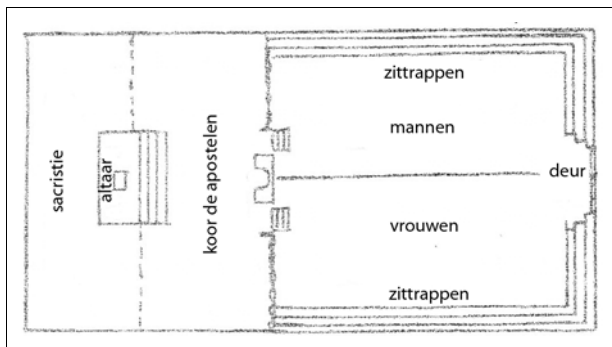 sacristie
altaar
koor de apostelen
zittrappen
mannen
deur
vrouwen
zittrappen